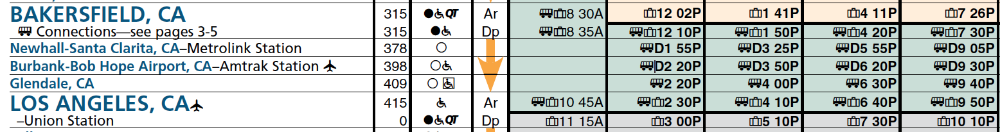 BAKERSFIELD, CA 315 QT Ar 8 30A 12 02P 1 41P 4 11P 7 26P
Connections—see pages 3-5 315 Dp 8 35A 12 10P 1 50P 4 20P 7 30P
Newhall-Santa Clarita, CA–Metrolink Station 378 D1 55P D3 25P D5 55P D9 05P
Burbank-Bob Hope Airport, CA–Amtrak Station 398 D2 20P D3 50P D6 20P D9 30P
Glendale, CA 409 2 20P 4 00P 6 30P 9 40P
LOS ANGELES, CA 415 Ar 10 45A 2 30P 4 10P 6 40P 9 50P
–Union Station 0 QT Dp 11 15A 3 00P 5 10P 7 30P 10 10P